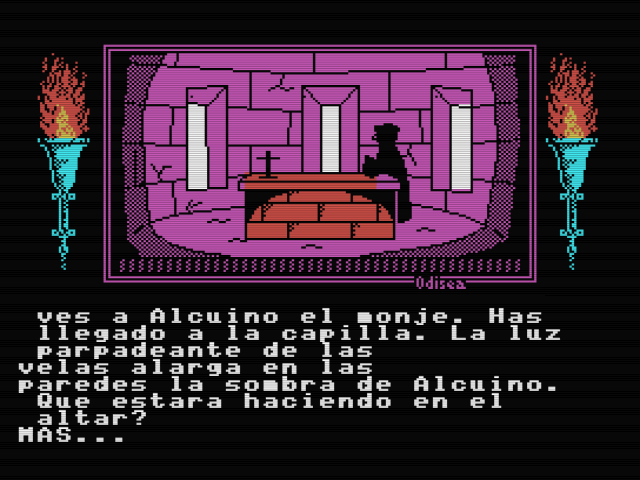 Odisea
ves a Alcuino el monje. Has
llegado a la capilla. La luz
parpadeante de las
velas alarga en las
paredes la sombra de Alcuino.
Que estara haciendo en el
altar?
MAS...